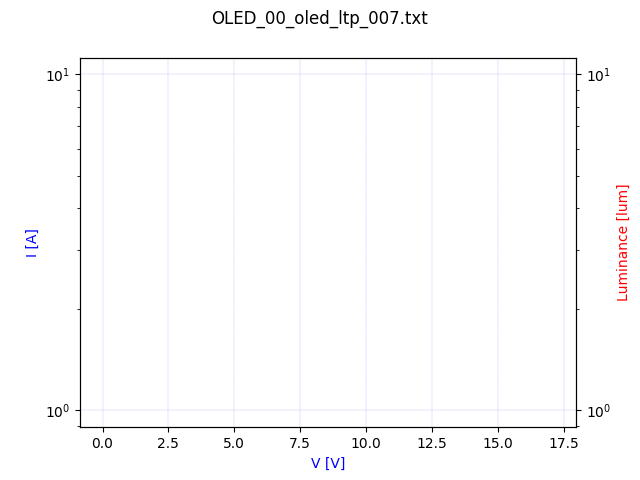 OLED_00_oled_ltp_007.txt
10¹
10⁰
I [A]
10¹
10⁰
Luminance [lum]
0.0 2.5 5.0 7.5 10.0 12.5 15.0 17.5
V [V]